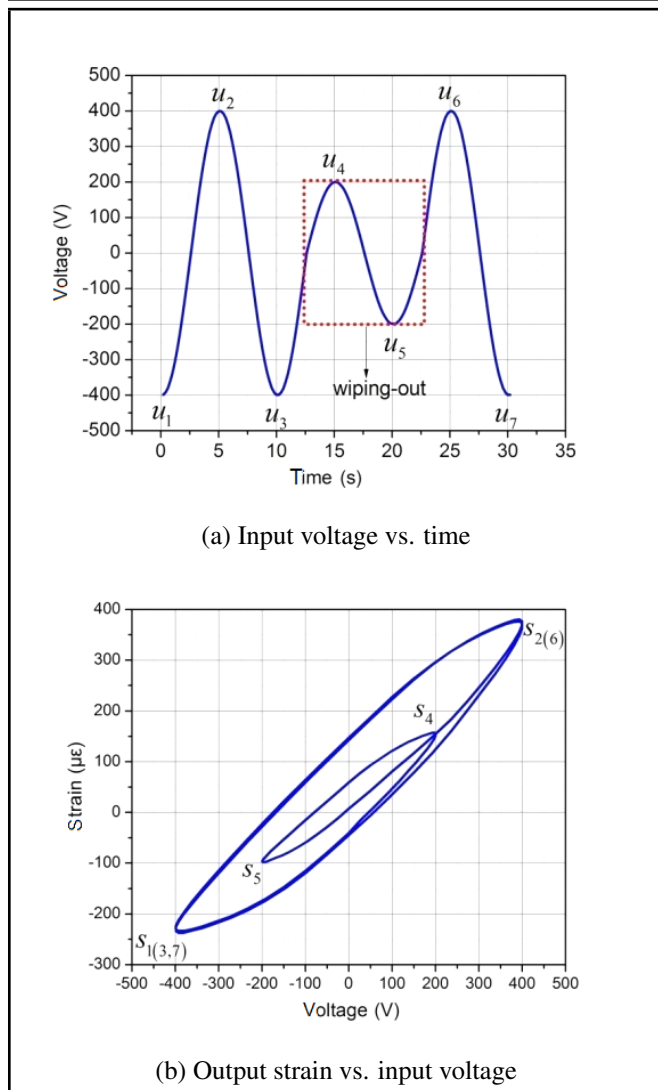 500
400
300
200
100
0
-100
-200
-300
-400
-500
Voltage (V)
u2
u6
u4
u5
wiping-out
u1
u3
u7
0 5 10 15 20 25 30 35
Time (s)
(a) Input voltage vs. time
400
300
200
100
0
-100
-200
-300
Strain (με)
s2(6)
s4
s5
s1(3,7)
-500 -400 -300 -200 -100 0 100 200 300 400 500
Voltage (V)
(b) Output strain vs. input voltage